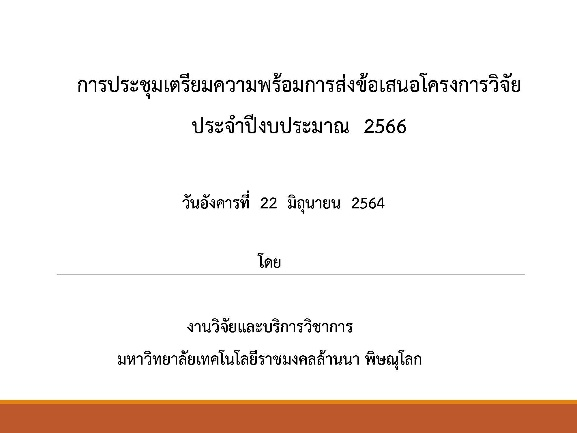 การประชุมเตรียมความพร้อมการส่งข้อเสนอโครงการวิจัย
ประจำปีงบประมาณ 2566
วันอังคารที่ 22 มิถุนายน 2564
โดย
งานวิจัยและบริการวิชาการ
มหาวิทยาลัยเทคโนโลยีราชมงคลล้านนา พิษณุโลก